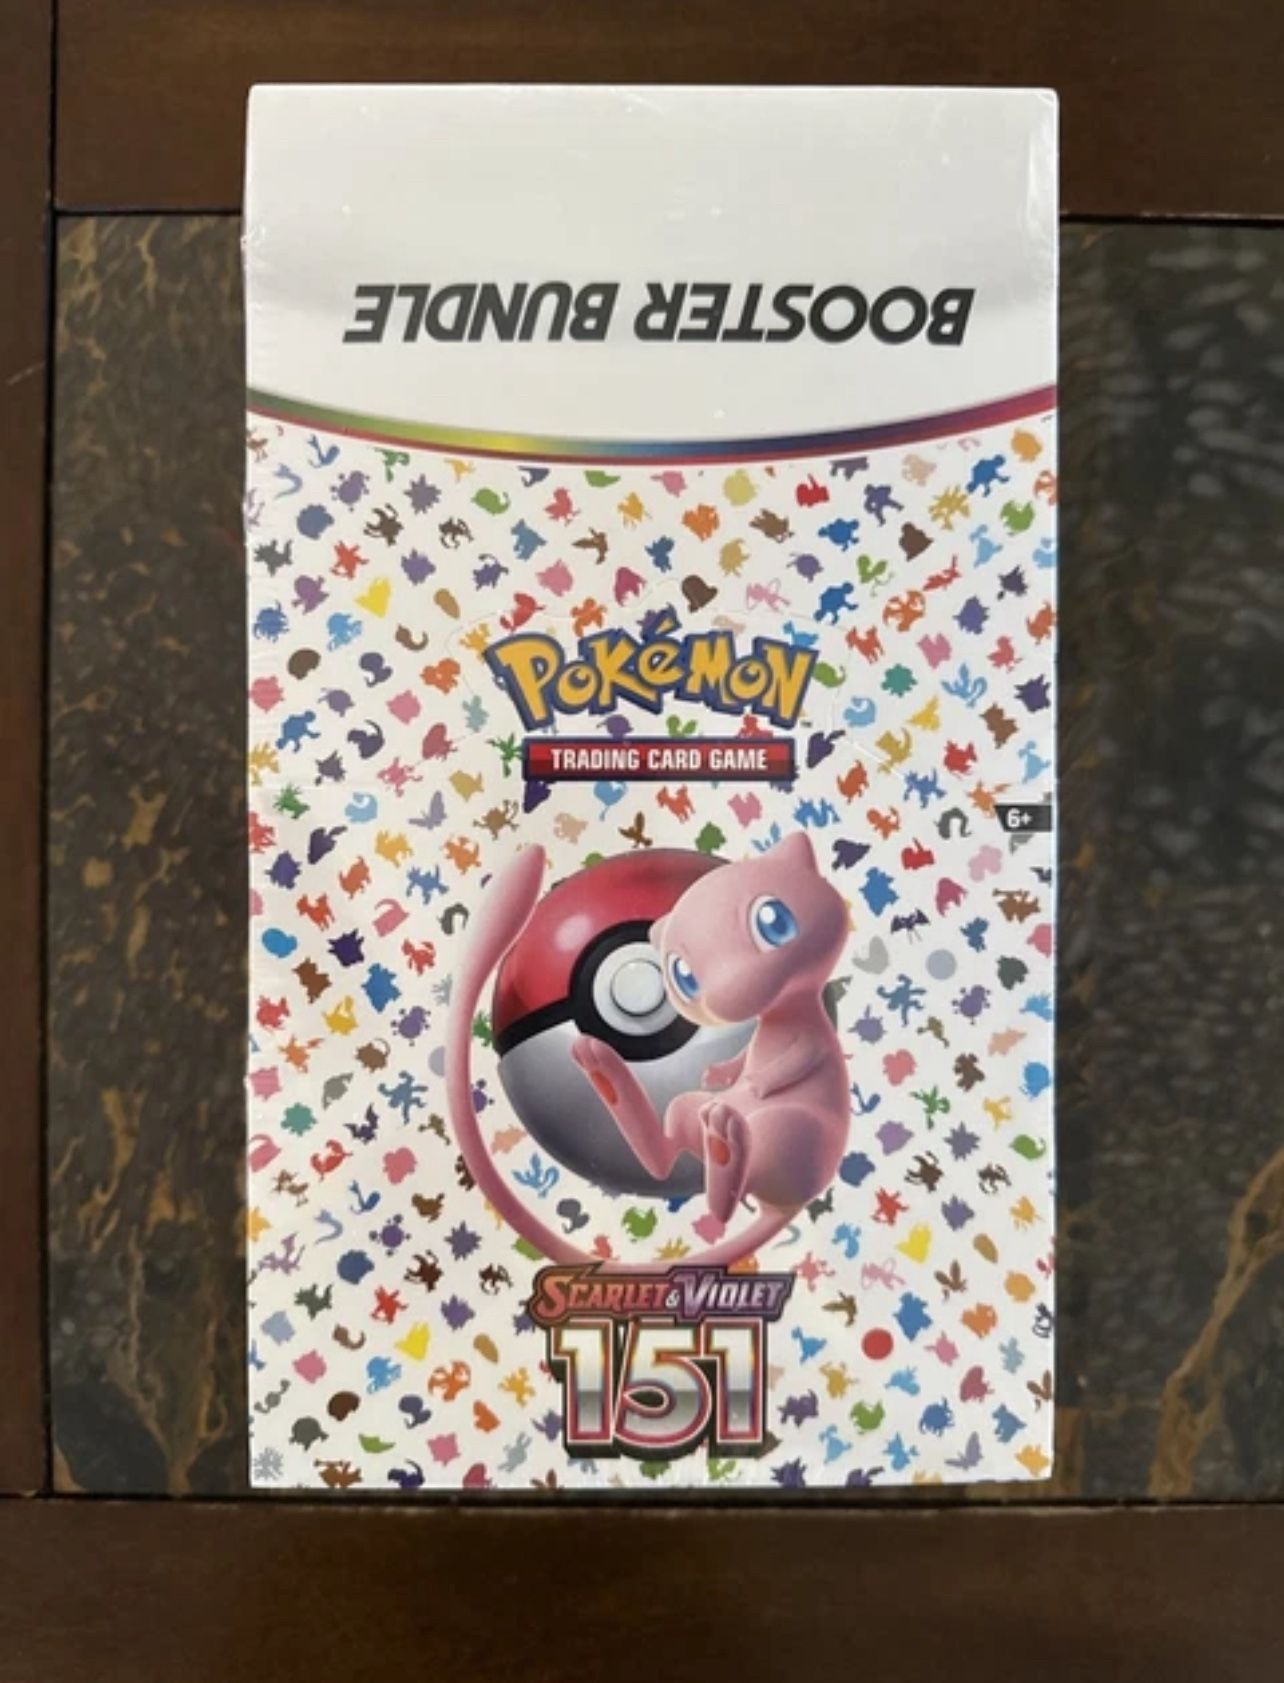 BOOSTER BUNDLE
POKéMON
TRADING CARD GAME
6+
SCARLET & VIOLET
151